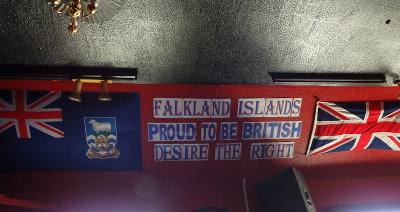 FALKLAND ISLANDS
PROUD TO BE BRITISH
DESIRE THE RIGHT